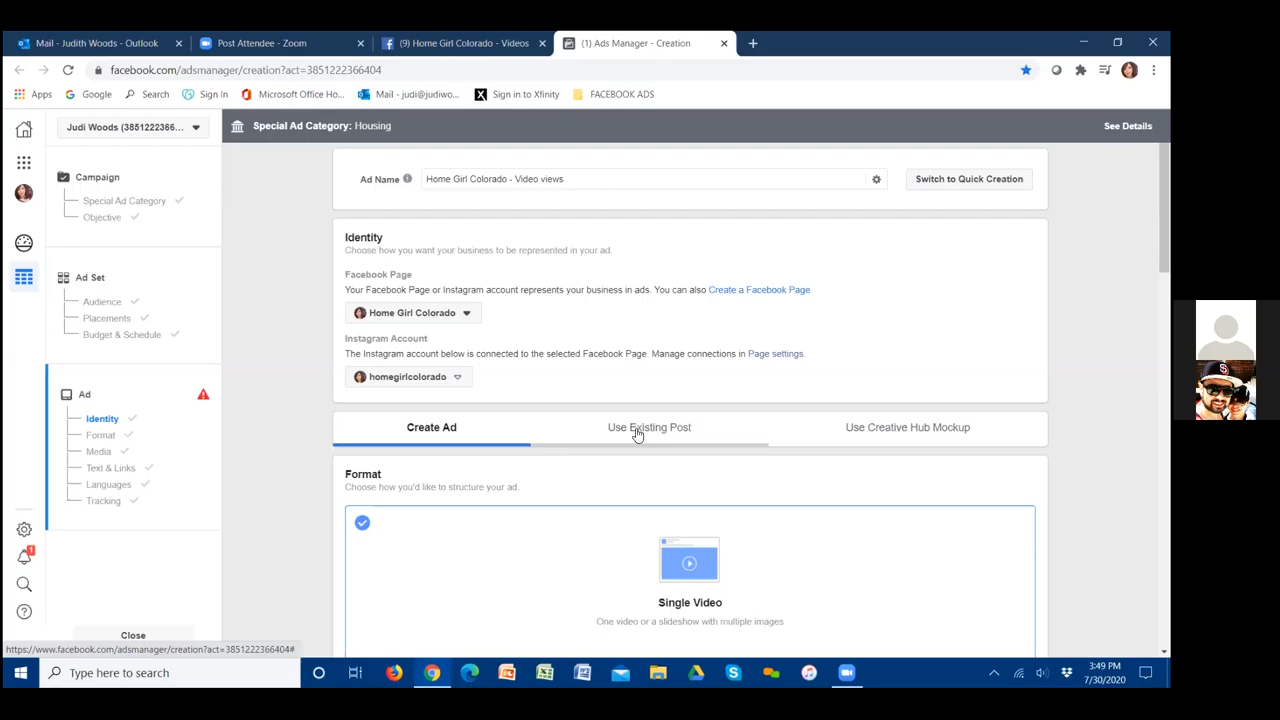 Mail - Judith Woods - Outlook
Post Attendee - Zoom
(9) Home Girl Colorado - Videos
(1) Ads Manager - Creation
facebook.com/adsmanager/creation?act=3851222366404
Apps
Google
Search
Sign In
Microsoft Office Ho...
Mail - judi@judiwo...
Sign in to Xfinity
FACEBOOK ADS
Judi Woods (3851222366...
Special Ad Category: Housing
See Details
Campaign
Special Ad Category
Objective
Ad Set
Audience
Placements
Budget & Schedule
Ad
Identity
Format
Media
Text & Links
Languages
Tracking
Close
Ad Name
Home Girl Colorado - Video views
Switch to Quick Creation
Identity
Choose how you want your business to be represented in your ad.
Facebook Page
Your Facebook Page or Instagram account represents your business in ads. You can also Create a Facebook Page
Home Girl Colorado
Instagram Account
The Instagram account below is connected to the selected Facebook Page. Manage connections in Page settings.
homegirlcolorado
Create Ad
Use Existing Post
Use Creative Hub Mockup
Format
Choose how you'd like to structure your ad.
Single Video
One video or a slideshow with multiple images
1
https://www.facebook.com/adsmanager/creation?act=3851222366404#
Type here to search
3:49 PM
7/30/2020